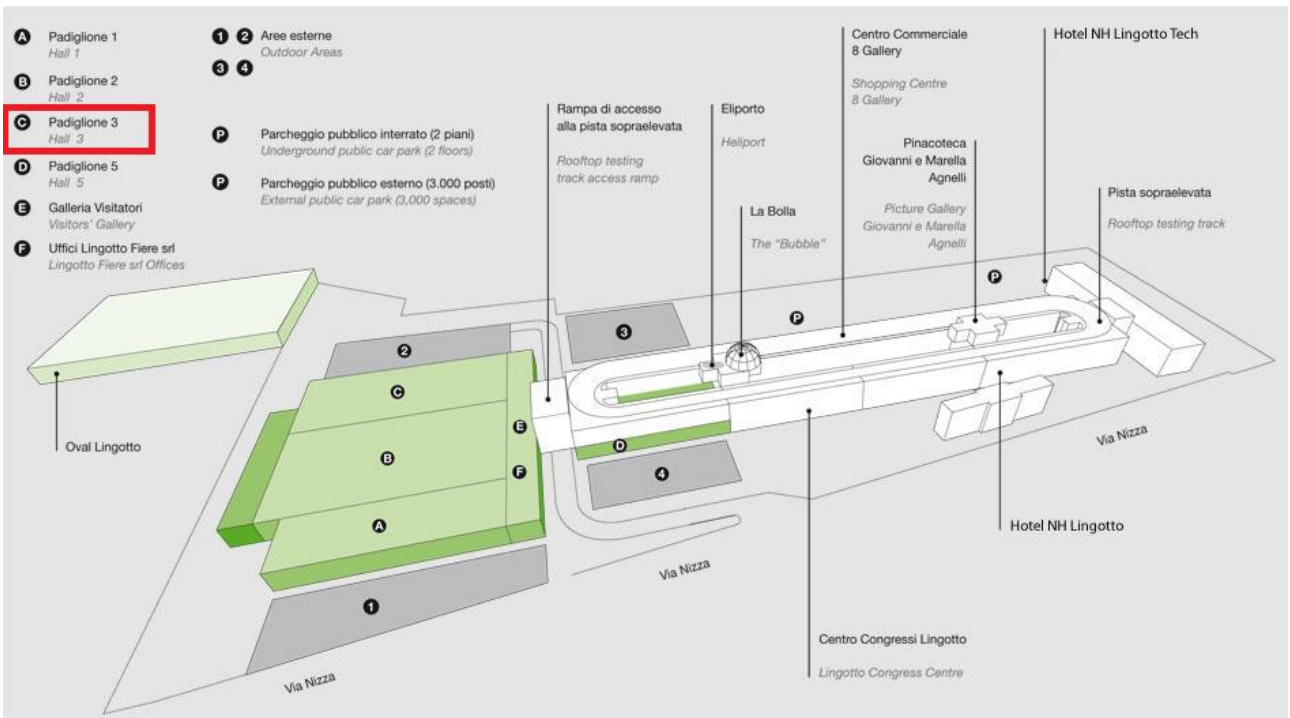 A Padiglione 1
Hall 1
B Padiglione 2
Hall 2
C Padiglione 3
Hall 3
D Padiglione 5
Hall 5
E Galleria Visitatori
Visitors' Gallery
F Uffici Lingotto Fiere srl
Lingotto Fiere srl Offices
1 2 Aree esterne
Outdoor Areas
3 4
P Parcheggio pubblico interrato (2 piani)
Underground public car park (2 floors)
P Parcheggio pubblico esterno (3.000 posti)
External public car park (3,000 spaces)
Rampa di accesso
alla pista sopraelevata
Rooftop testing
track access ramp
Eliporto
Heliport
La Bolla
The "Bubble"
Centro Commerciale
8 Gallery
Shopping Centre
8 Gallery
Pinacoteca
Giovanni e Marella
Agnelli
Picture Gallery
Giovanni e Marella
Agnelli
Hotel NH Lingotto Tech
Pista sopraelevata
Rooftop testing track
P
P
3
2
C
E
B
F
D
4
A
1
Oval Lingotto
Via Nizza
Hotel NH Lingotto
Via Nizza
Centro Congressi Lingotto
Lingotto Congress Centre
Via Nizza